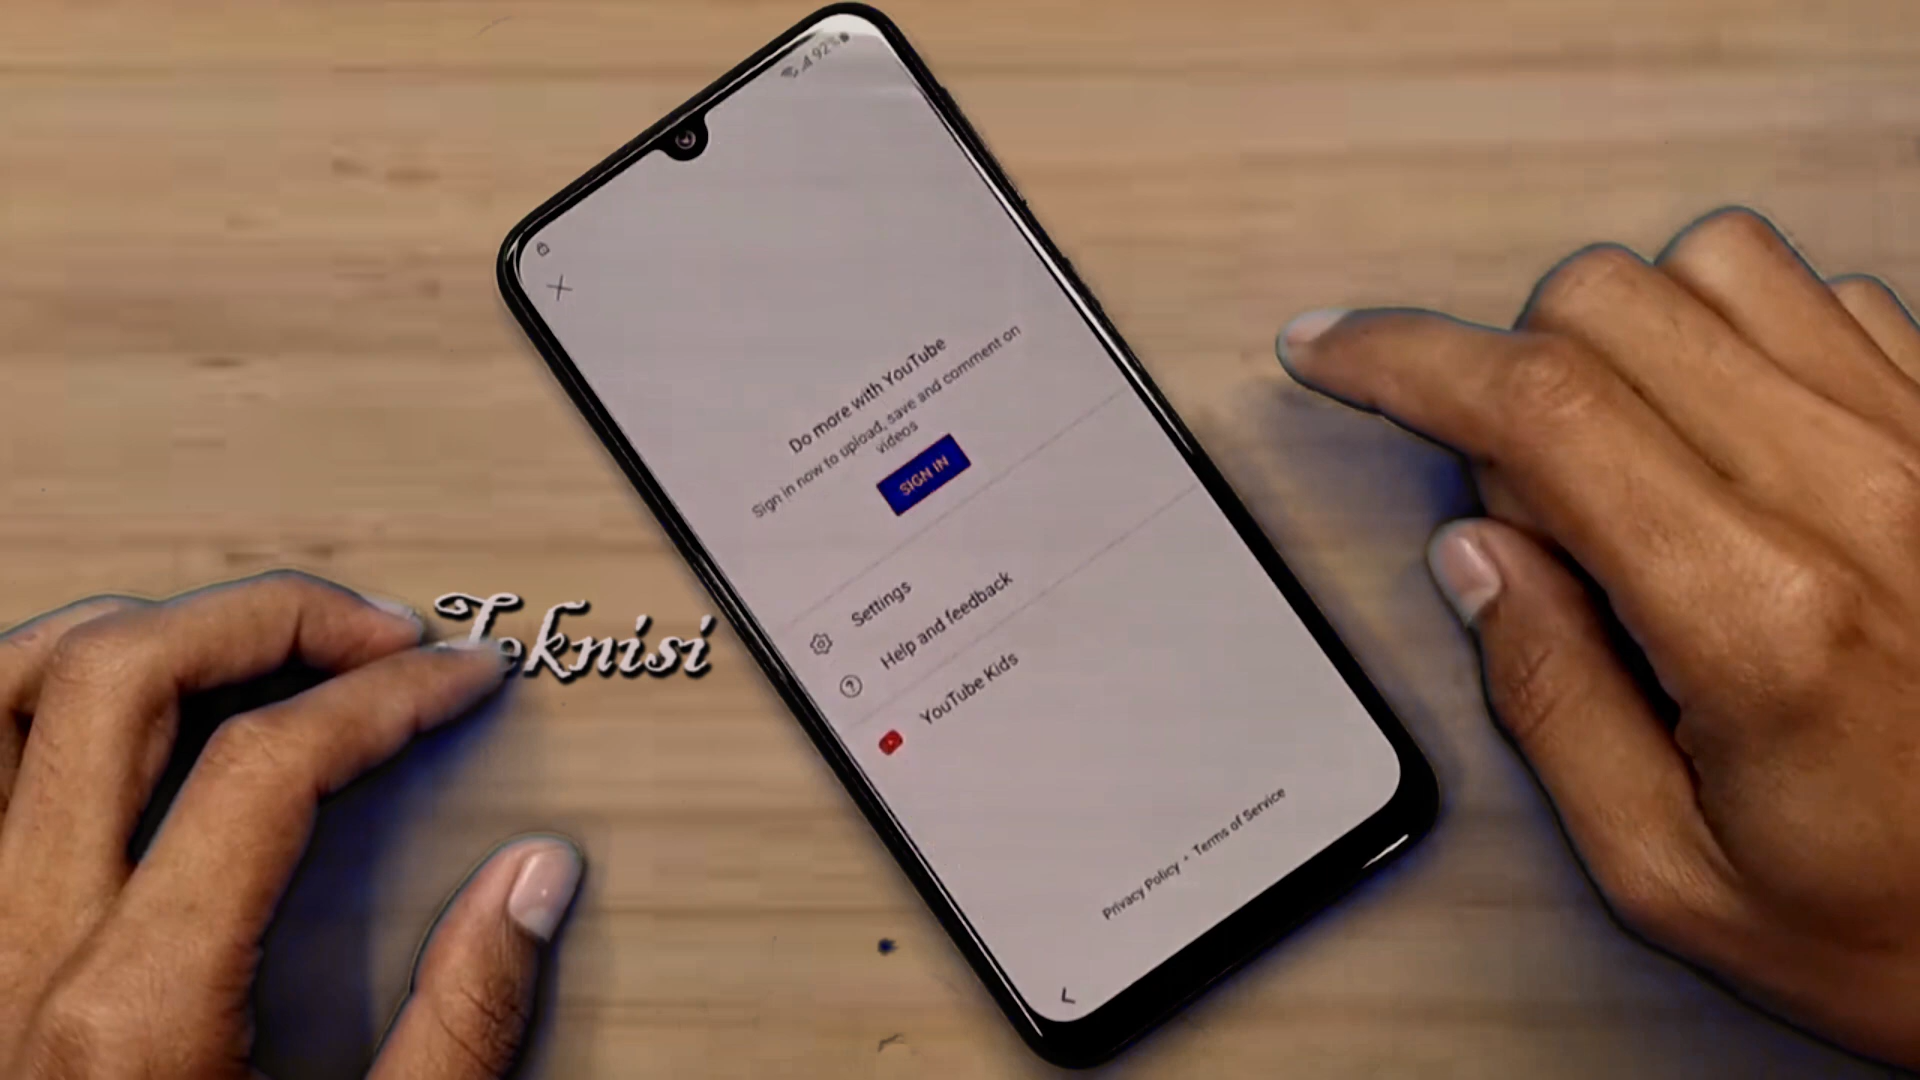 92%
Do more with YouTube
Sign in now to upload, save and comment on
videos
SIGN IN
Settings
Help and feedback
YouTube Kids
Privacy Policy • Terms of Service
Teknisi